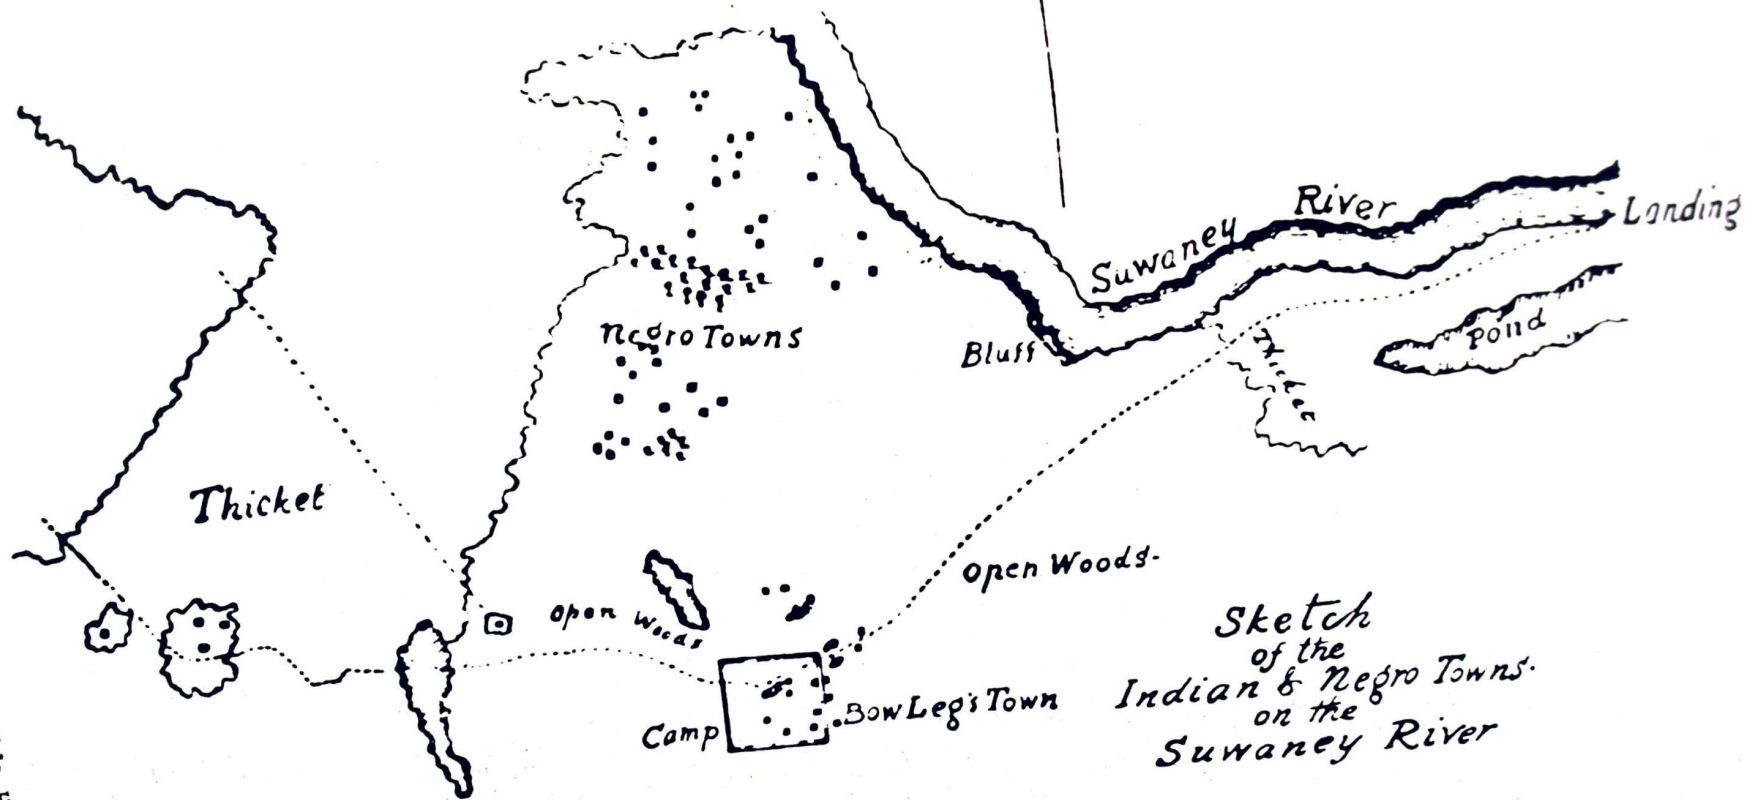 Suwaney River
Landing
Pond
Bluff
Thicket
Negro Towns
Thicket
Open Woods.
Open Woods
Camp
Bow Leg's Town
Sketch
of the
Indian & Negro Towns.
on the
Suwaney River